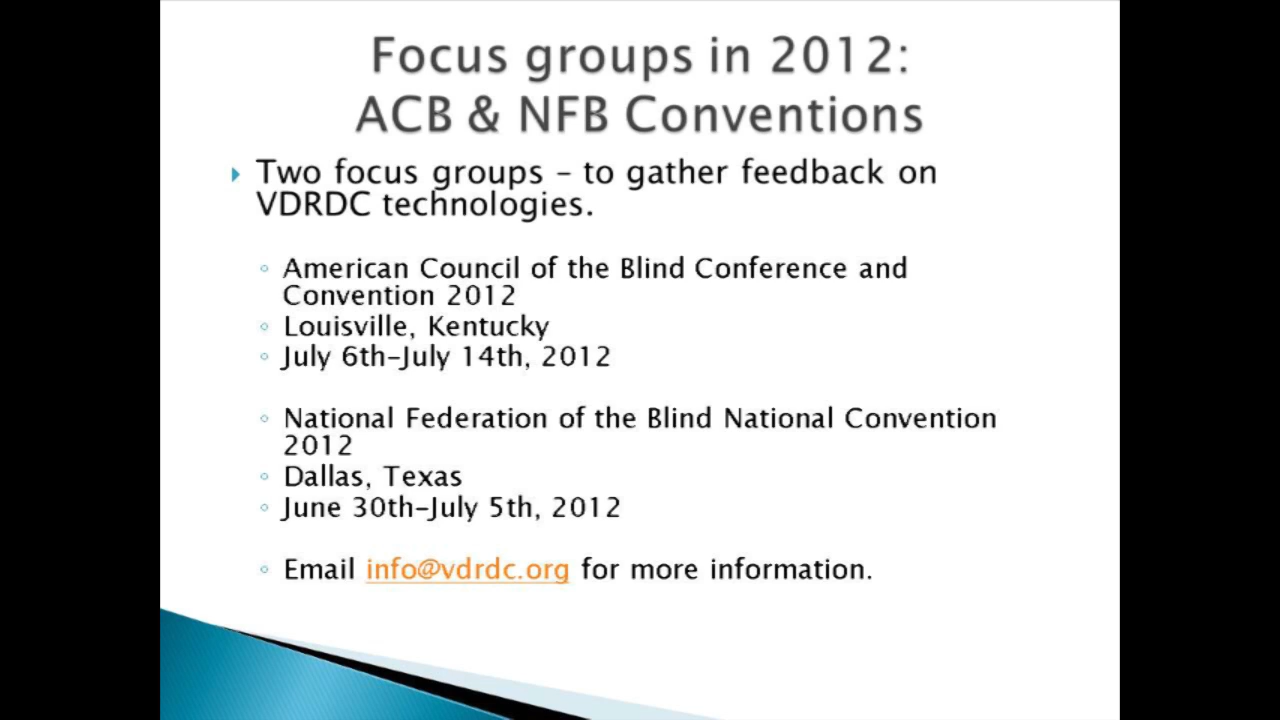 Focus groups in 2012:
ACB & NFB Conventions
Two focus groups – to gather feedback on
VDRDC technologies.
American Council of the Blind Conference and
Convention 2012
Louisville, Kentucky
July 6th–July 14th, 2012
National Federation of the Blind National Convention
2012
Dallas, Texas
June 30th–July 5th, 2012
Email info@vdrdc.org for more information.